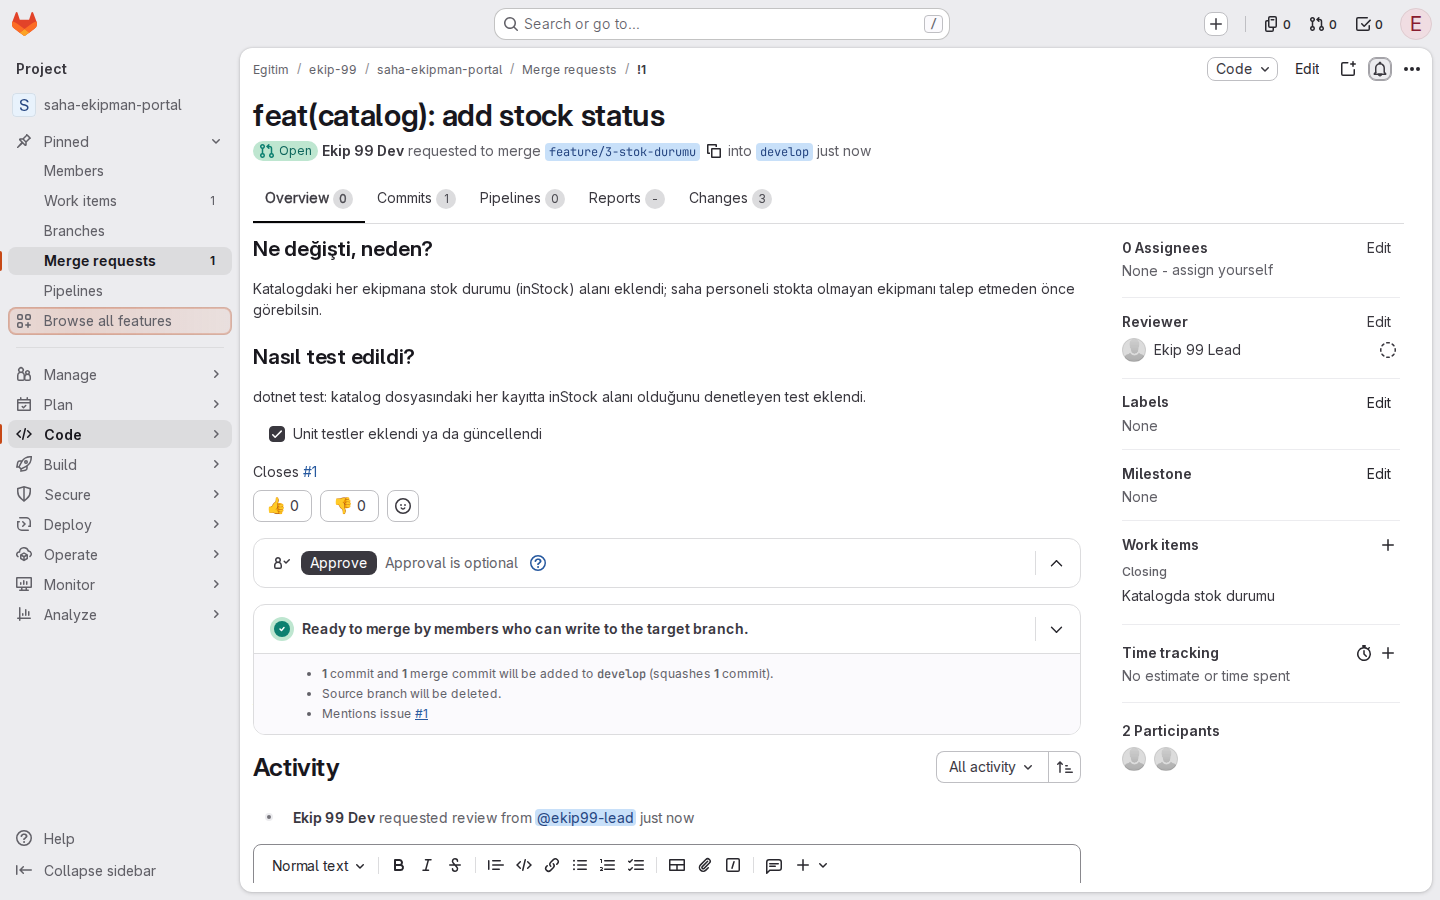 Search or go to...
/
0
0
0
E
Project
S
saha-ekipman-portal
Pinned
Members
Work items 1
Branches
Merge requests 1
Pipelines
Browse all features
Manage
Plan
Code
Build
Secure
Deploy
Operate
Monitor
Analyze
Help
Collapse sidebar
Egitim / ekip-99 / saha-ekipman-portal / Merge requests / !1
Code
Edit
feat(catalog): add stock status
Open Ekip 99 Dev requested to merge feature/3-stok-durumu into develop just now
Overview 0
Commits 1
Pipelines 0
Reports -
Changes 3
Ne değişti, neden?
Katalogdaki her ekipmana stok durumu (inStock) alanı eklendi; saha personeli stokta olmayan ekipmanı talep etmeden önce
görebilsin.
Nasıl test edildi?
dotnet test: katalog dosyasındaki her kayıtta inStock alanı olduğunu denetleyen test eklendi.
Unit testler eklendi ya da güncellendi
Closes #1
👍 0
👎 0
Approve Approval is optional
Ready to merge by members who can write to the target branch.
• 1 commit and 1 merge commit will be added to develop (squashes 1 commit).
• Source branch will be deleted.
• Mentions issue #1
Activity
All activity
Ekip 99 Dev requested review from @ekip99-lead just now
Normal text
0 Assignees Edit
None - assign yourself
Reviewer Edit
Ekip 99 Lead
Labels Edit
None
Milestone Edit
None
Work items
Closing
Katalogda stok durumu
Time tracking
No estimate or time spent
2 Participants